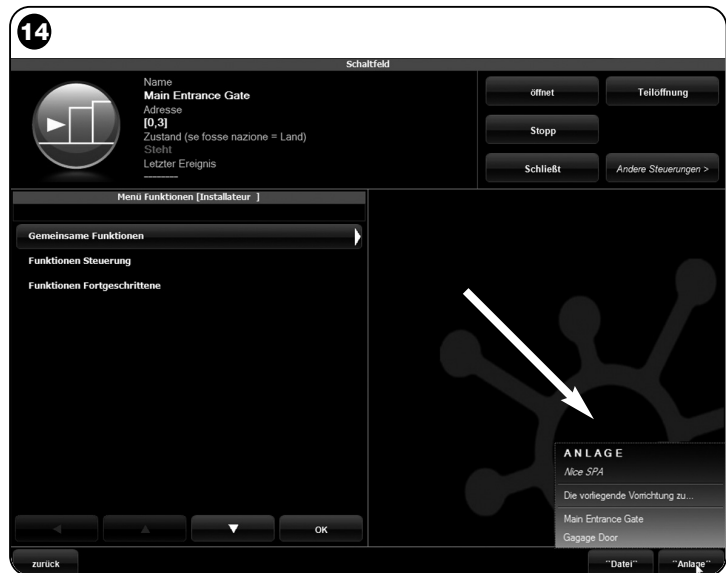 14
Schaltfeld
Name
Main Entrance Gate
Adresse
[0,3]
Zustand (se fosse nazione = Land)
Steht
Letzter Ereignis
--------
öffnet
Teilöffnung
Stopp
Schließt
Andere Steuerungen >
Menü Funktionen [Installateur ]
Gemeinsame Funktionen
Funktionen Steuerung
Funktionen Fortgeschrittene
OK
ANLAGE
Nice SPA
Die vorliegende Vorrichtung zu...
Main Entrance Gate
Gagage Door
zurück
"Datei"
"Anlage"